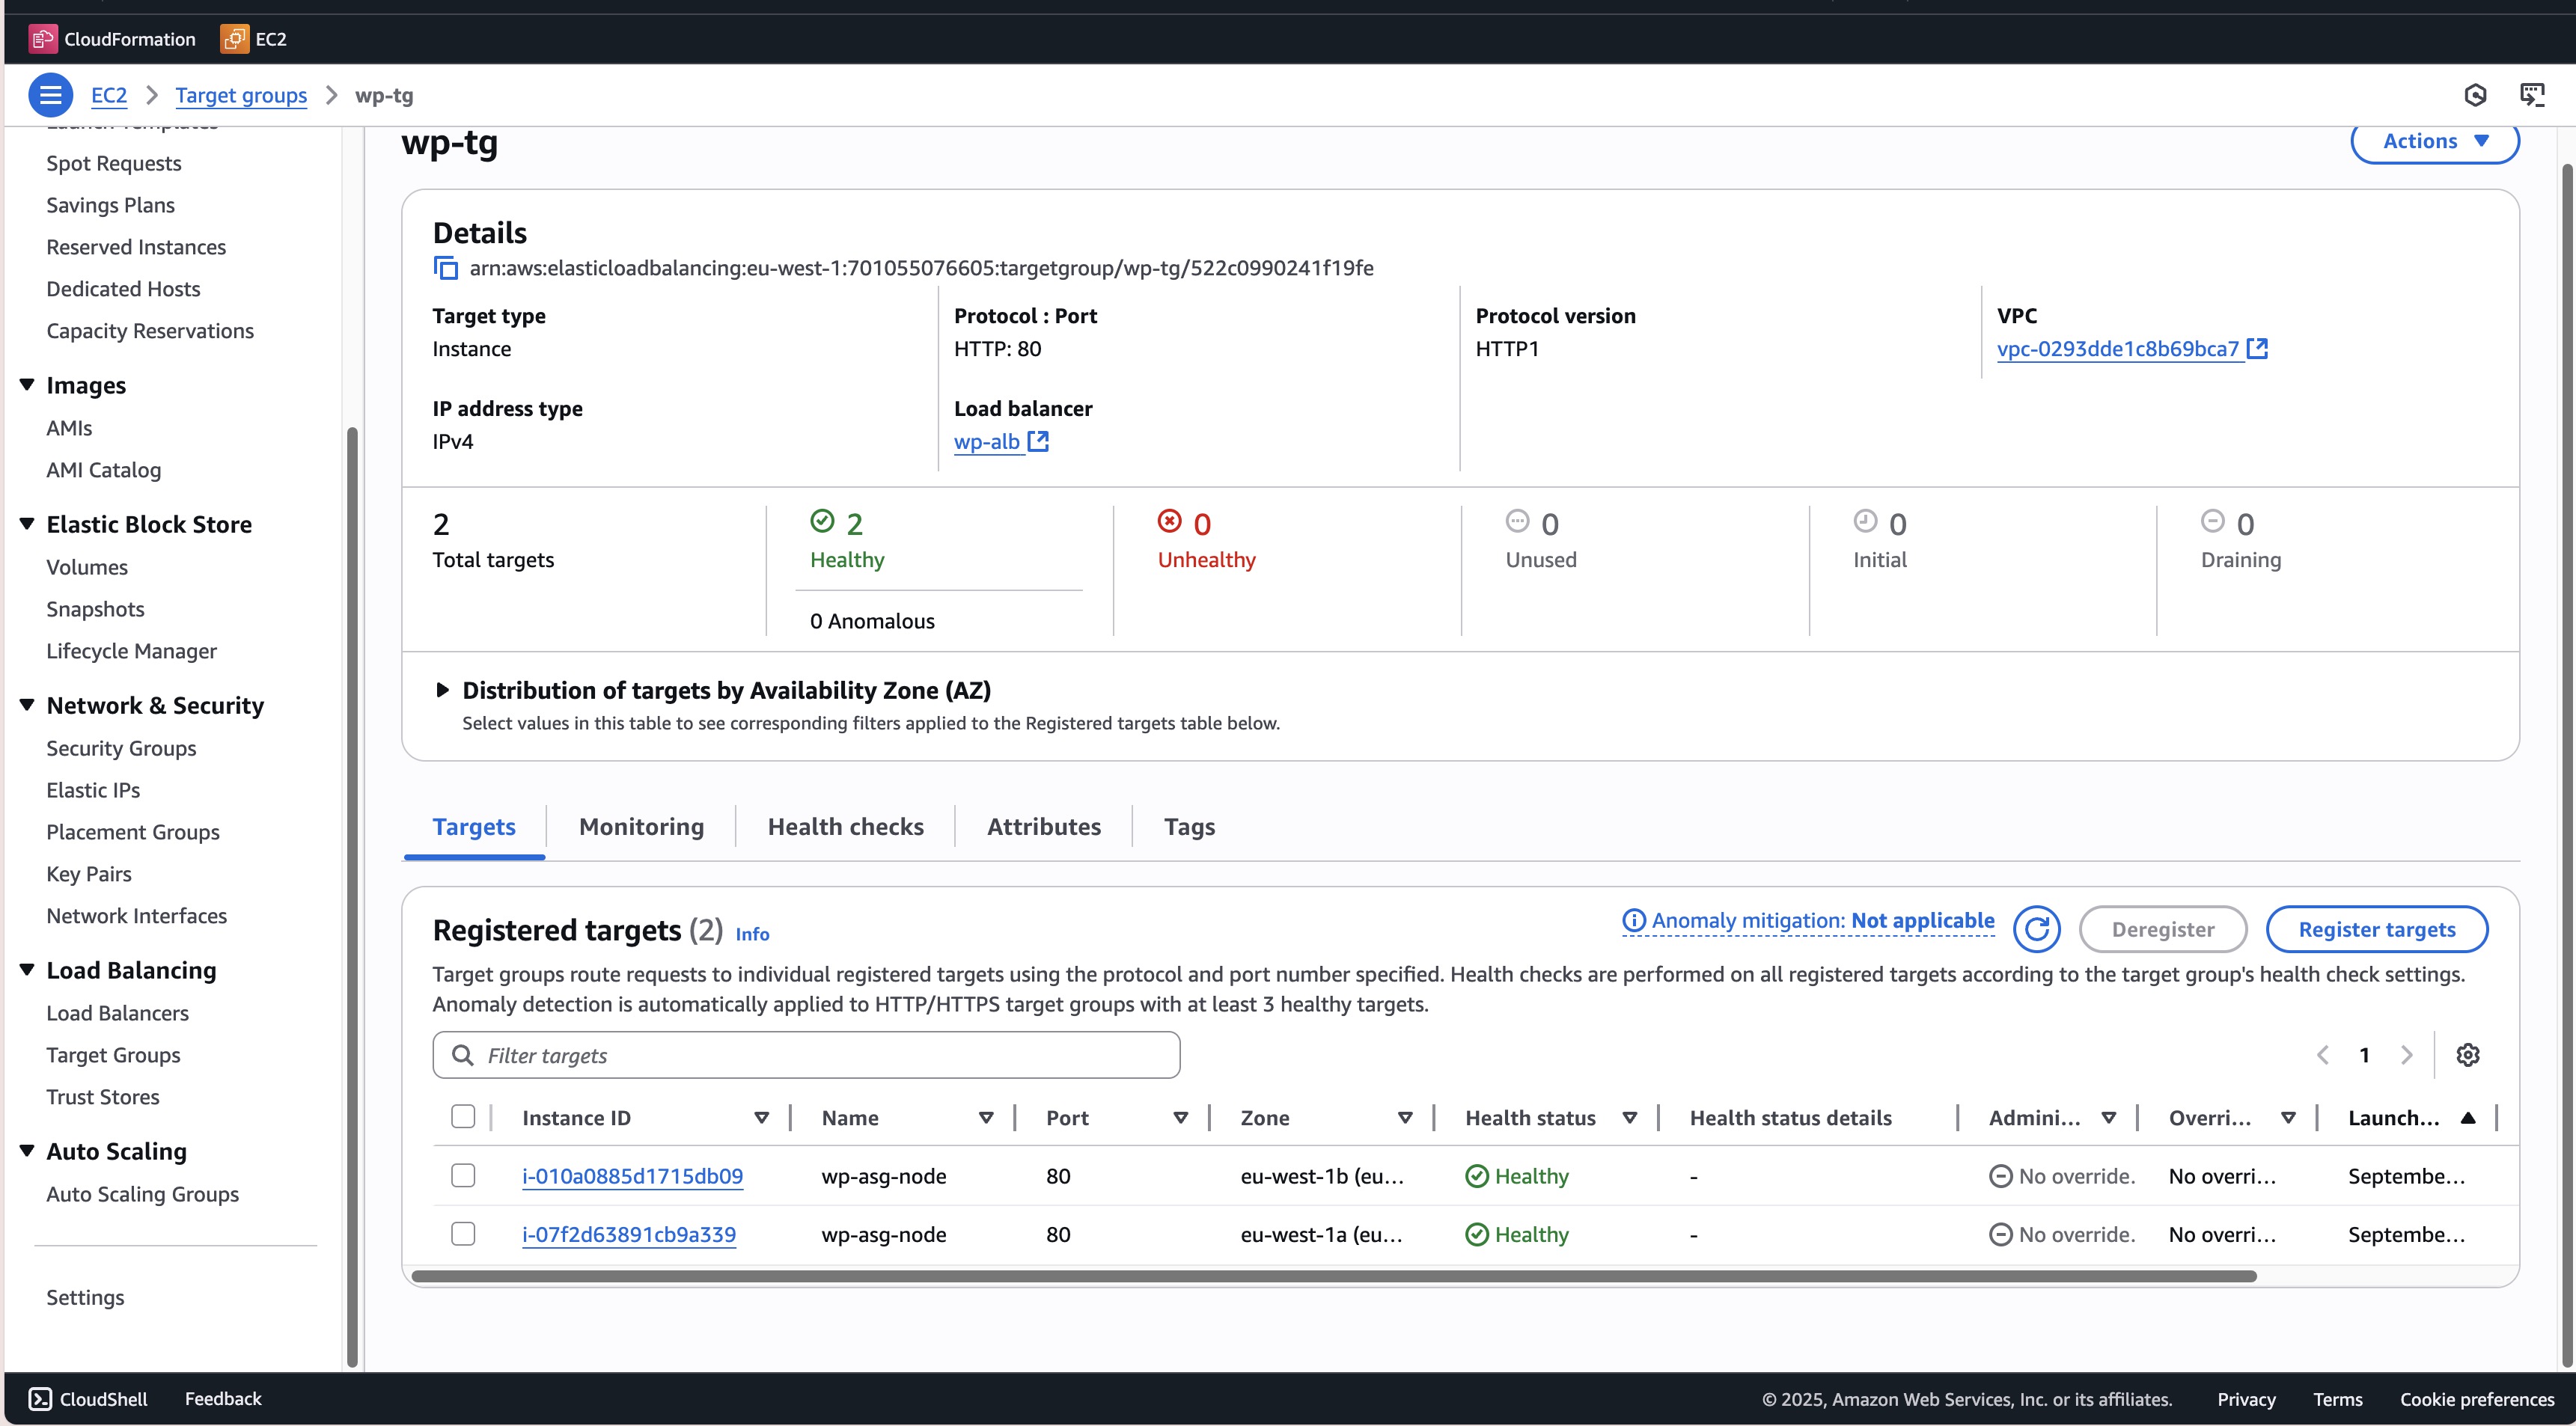 CloudFormation
EC2
EC2 > Target groups > wp-tg
Spot Requests
Savings Plans
Reserved Instances
Dedicated Hosts
Capacity Reservations
Images
AMIs
AMI Catalog
Elastic Block Store
Volumes
Snapshots
Lifecycle Manager
Network & Security
Security Groups
Elastic IPs
Placement Groups
Key Pairs
Network Interfaces
Load Balancing
Load Balancers
Target Groups
Trust Stores
Auto Scaling
Auto Scaling Groups
Settings
wp-tg
Actions
Details
arn:aws:elasticloadbalancing:eu-west-1:701055076605:targetgroup/wp-tg/522c0990241f19fe
Target type
Instance
Protocol : Port
HTTP: 80
Protocol version
HTTP1
VPC
vpc-0293dde1c8b69bca7
IP address type
IPv4
Load balancer
wp-alb
2
Total targets
2
Healthy
0 Anomalous
0
Unhealthy
0
Unused
0
Initial
0
Draining
Distribution of targets by Availability Zone (AZ)
Select values in this table to see corresponding filters applied to the Registered targets table below.
Targets
Monitoring
Health checks
Attributes
Tags
Registered targets (2) Info
Anomaly mitigation: Not applicable
Deregister
Register targets
Target groups route requests to individual registered targets using the protocol and port number specified. Health checks are performed on all registered targets according to the target group's health check settings.
Anomaly detection is automatically applied to HTTP/HTTPS target groups with at least 3 healthy targets.
Filter targets
1
Instance ID Name Port Zone Health status Health status details Admini... Overri... Launch...
i-010a0885d1715db09 wp-asg-node 80 eu-west-1b (eu... Healthy - No override. No overri... Septembe...
i-07f2d63891cb9a339 wp-asg-node 80 eu-west-1a (eu... Healthy - No override. No overri... Septembe...
CloudShell
Feedback
© 2025, Amazon Web Services, Inc. or its affiliates.
Privacy
Terms
Cookie preferences